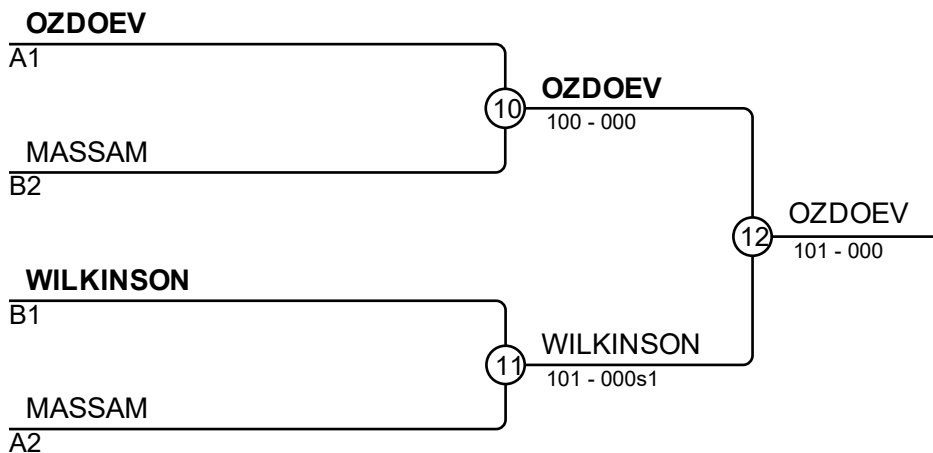 OZDOEV
A1
10
OZDOEV
100 - 000
MASSAM
B2
12
OZDOEV
101 - 000
WILKINSON
B1
11
WILKINSON
101 - 000s1
MASSAM
A2